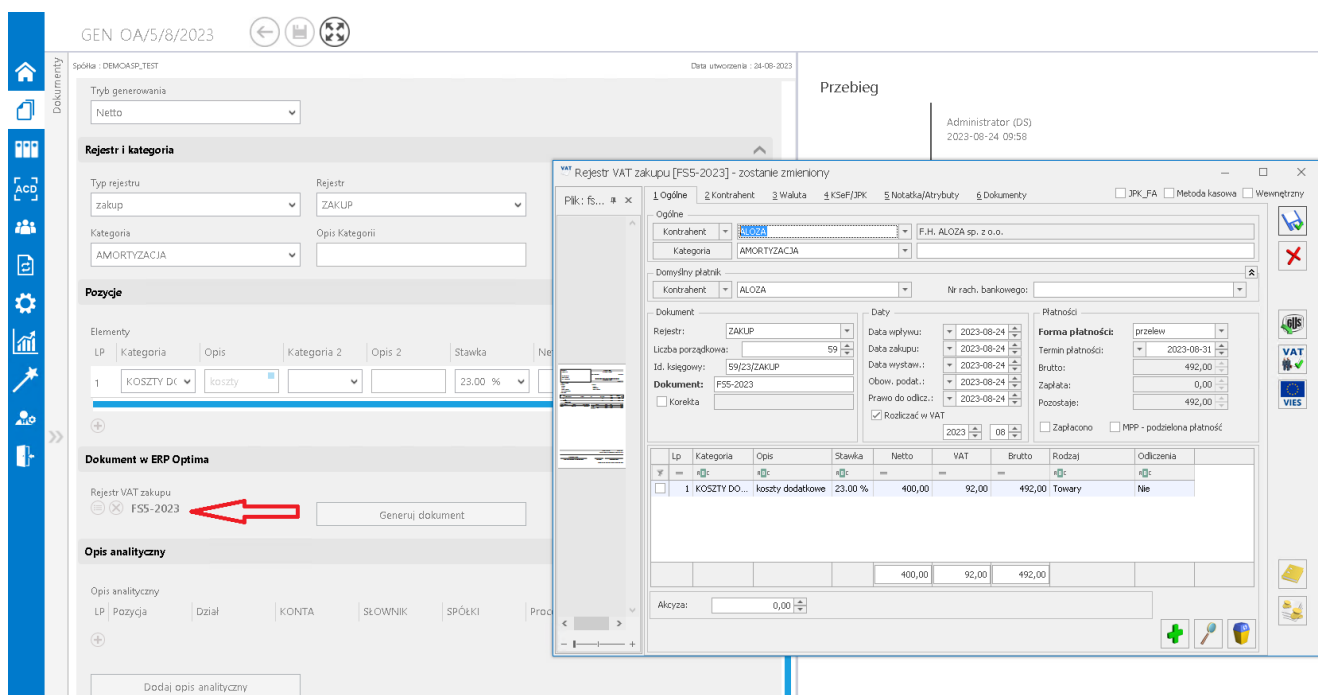 GEN OA/5/8/2023
Dokumenty
Spółka : DEMOASP_TEST
Data utworzenia : 24-08-2023
Tryb generowania
Netto
Rejestr i kategoria
Typ rejestru
Rejestr
zakup
ZAKUP
Kategoria
Opis Kategorii
AMORTYZACJA
Pozycje
Elementy
LP Kategoria Opis Kategoria 2 Opis 2 Stawka Ne
1 KOSZTY DC koszty 23.00 %
Dokument w ERP Optima
Rejestr VAT zakupu
FS5-2023
Generuj dokument
Opis analityczny
Opis analityczny
LP Pozycja Dział KONTA SŁOWNIK SPÓŁKI Proc
Dodaj opis analityczny
ACD
Przebieg
Administrator (DS)
2023-08-24 09:58
VAT Rejestr VAT zakupu [FS5-2023] - zostanie zmieniony
Plik: fs...
1 Ogólne 2 Kontrahent 3 Waluta 4 KSeF/JPK 5 Notatka/Atrybuty 6 Dokumenty
JPK_FA Metoda kasowa Wewnętrzny
Ogólne
Kontrahent ALOZA F.H. ALOZA sp. z o.o.
Kategoria AMORTYZACJA
Domyślny płatnik
Kontrahent ALOZA Nr rach. bankowego:
Dokument
Rejestr: ZAKUP
Liczba porządkowa: 59
Id. księgowy: 59/23/ZAKUP
Dokument: FS5-2023
Korekta
Daty
Data wpływu: 2023-08-24
Data zakupu: 2023-08-24
Data wystaw.: 2023-08-24
Obow. podat.: 2023-08-24
Prawo do odlicz.: 2023-08-24
Rozliczać w VAT
2023 08
Płatności
Forma płatności: przelew
Termin płatności: 2023-08-31
Brutto: 492,00
Zapłata: 0,00
Pozostaje: 492,00
Zapłacono MPP - podzielona płatność
Lp Kategoria Opis Stawka Netto VAT Brutto Rodzaj Odliczenia
1 KOSZTY DO... koszty dodatkowe 23.00 % 400,00 92,00 492,00 Towary Nie
400,00 92,00 492,00
Akcyza: 0,00
GUS
VAT
VIES